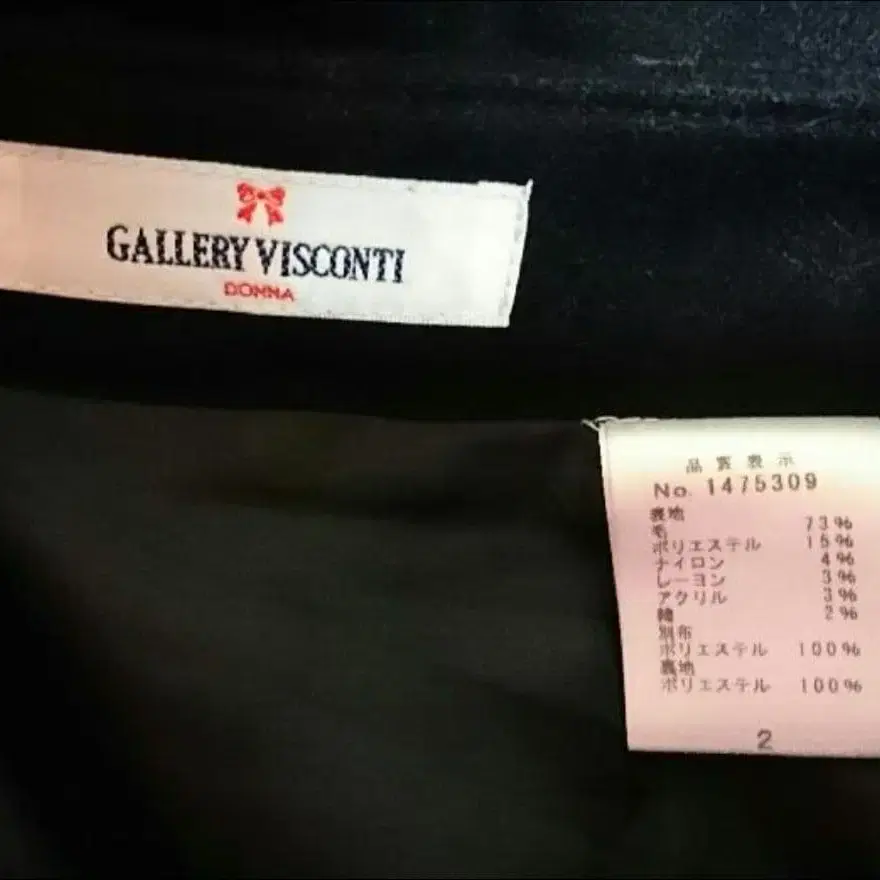 GALLERY VISCONTI
DONNA
品質表示
No. 1475309
表地
毛 73%
ポリエステル 15%
ナイロン 4%
レーヨン 3%
アクリル 3%
綿 2%
別布
ポリエステル 100%
裏地
ポリエステル 100%
2